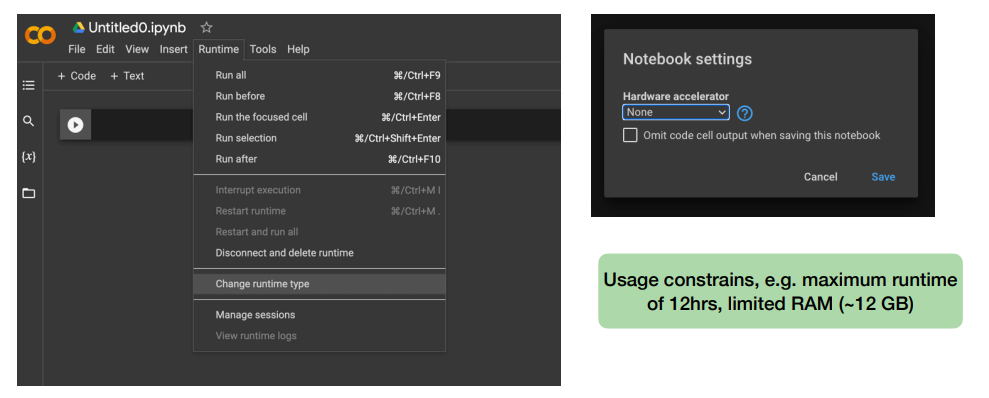 Untitled0.ipynb
File Edit View Insert Runtime Tools Help
+ Code + Text
Run all ⌘/Ctrl+F9
Run before ⌘/Ctrl+F8
Run the focused cell ⌘/Ctrl+Enter
Run selection ⌘/Ctrl+Shift+Enter
Run after ⌘/Ctrl+F10
Interrupt execution ⌘/Ctrl+M I
Restart runtime ⌘/Ctrl+M .
Restart and run all
Disconnect and delete runtime
Change runtime type
Manage sessions
View runtime logs
{x}
Notebook settings
Hardware accelerator
None ?
Omit code cell output when saving this notebook
Cancel Save
Usage constrains, e.g. maximum runtime
of 12hrs, limited RAM (~12 GB)